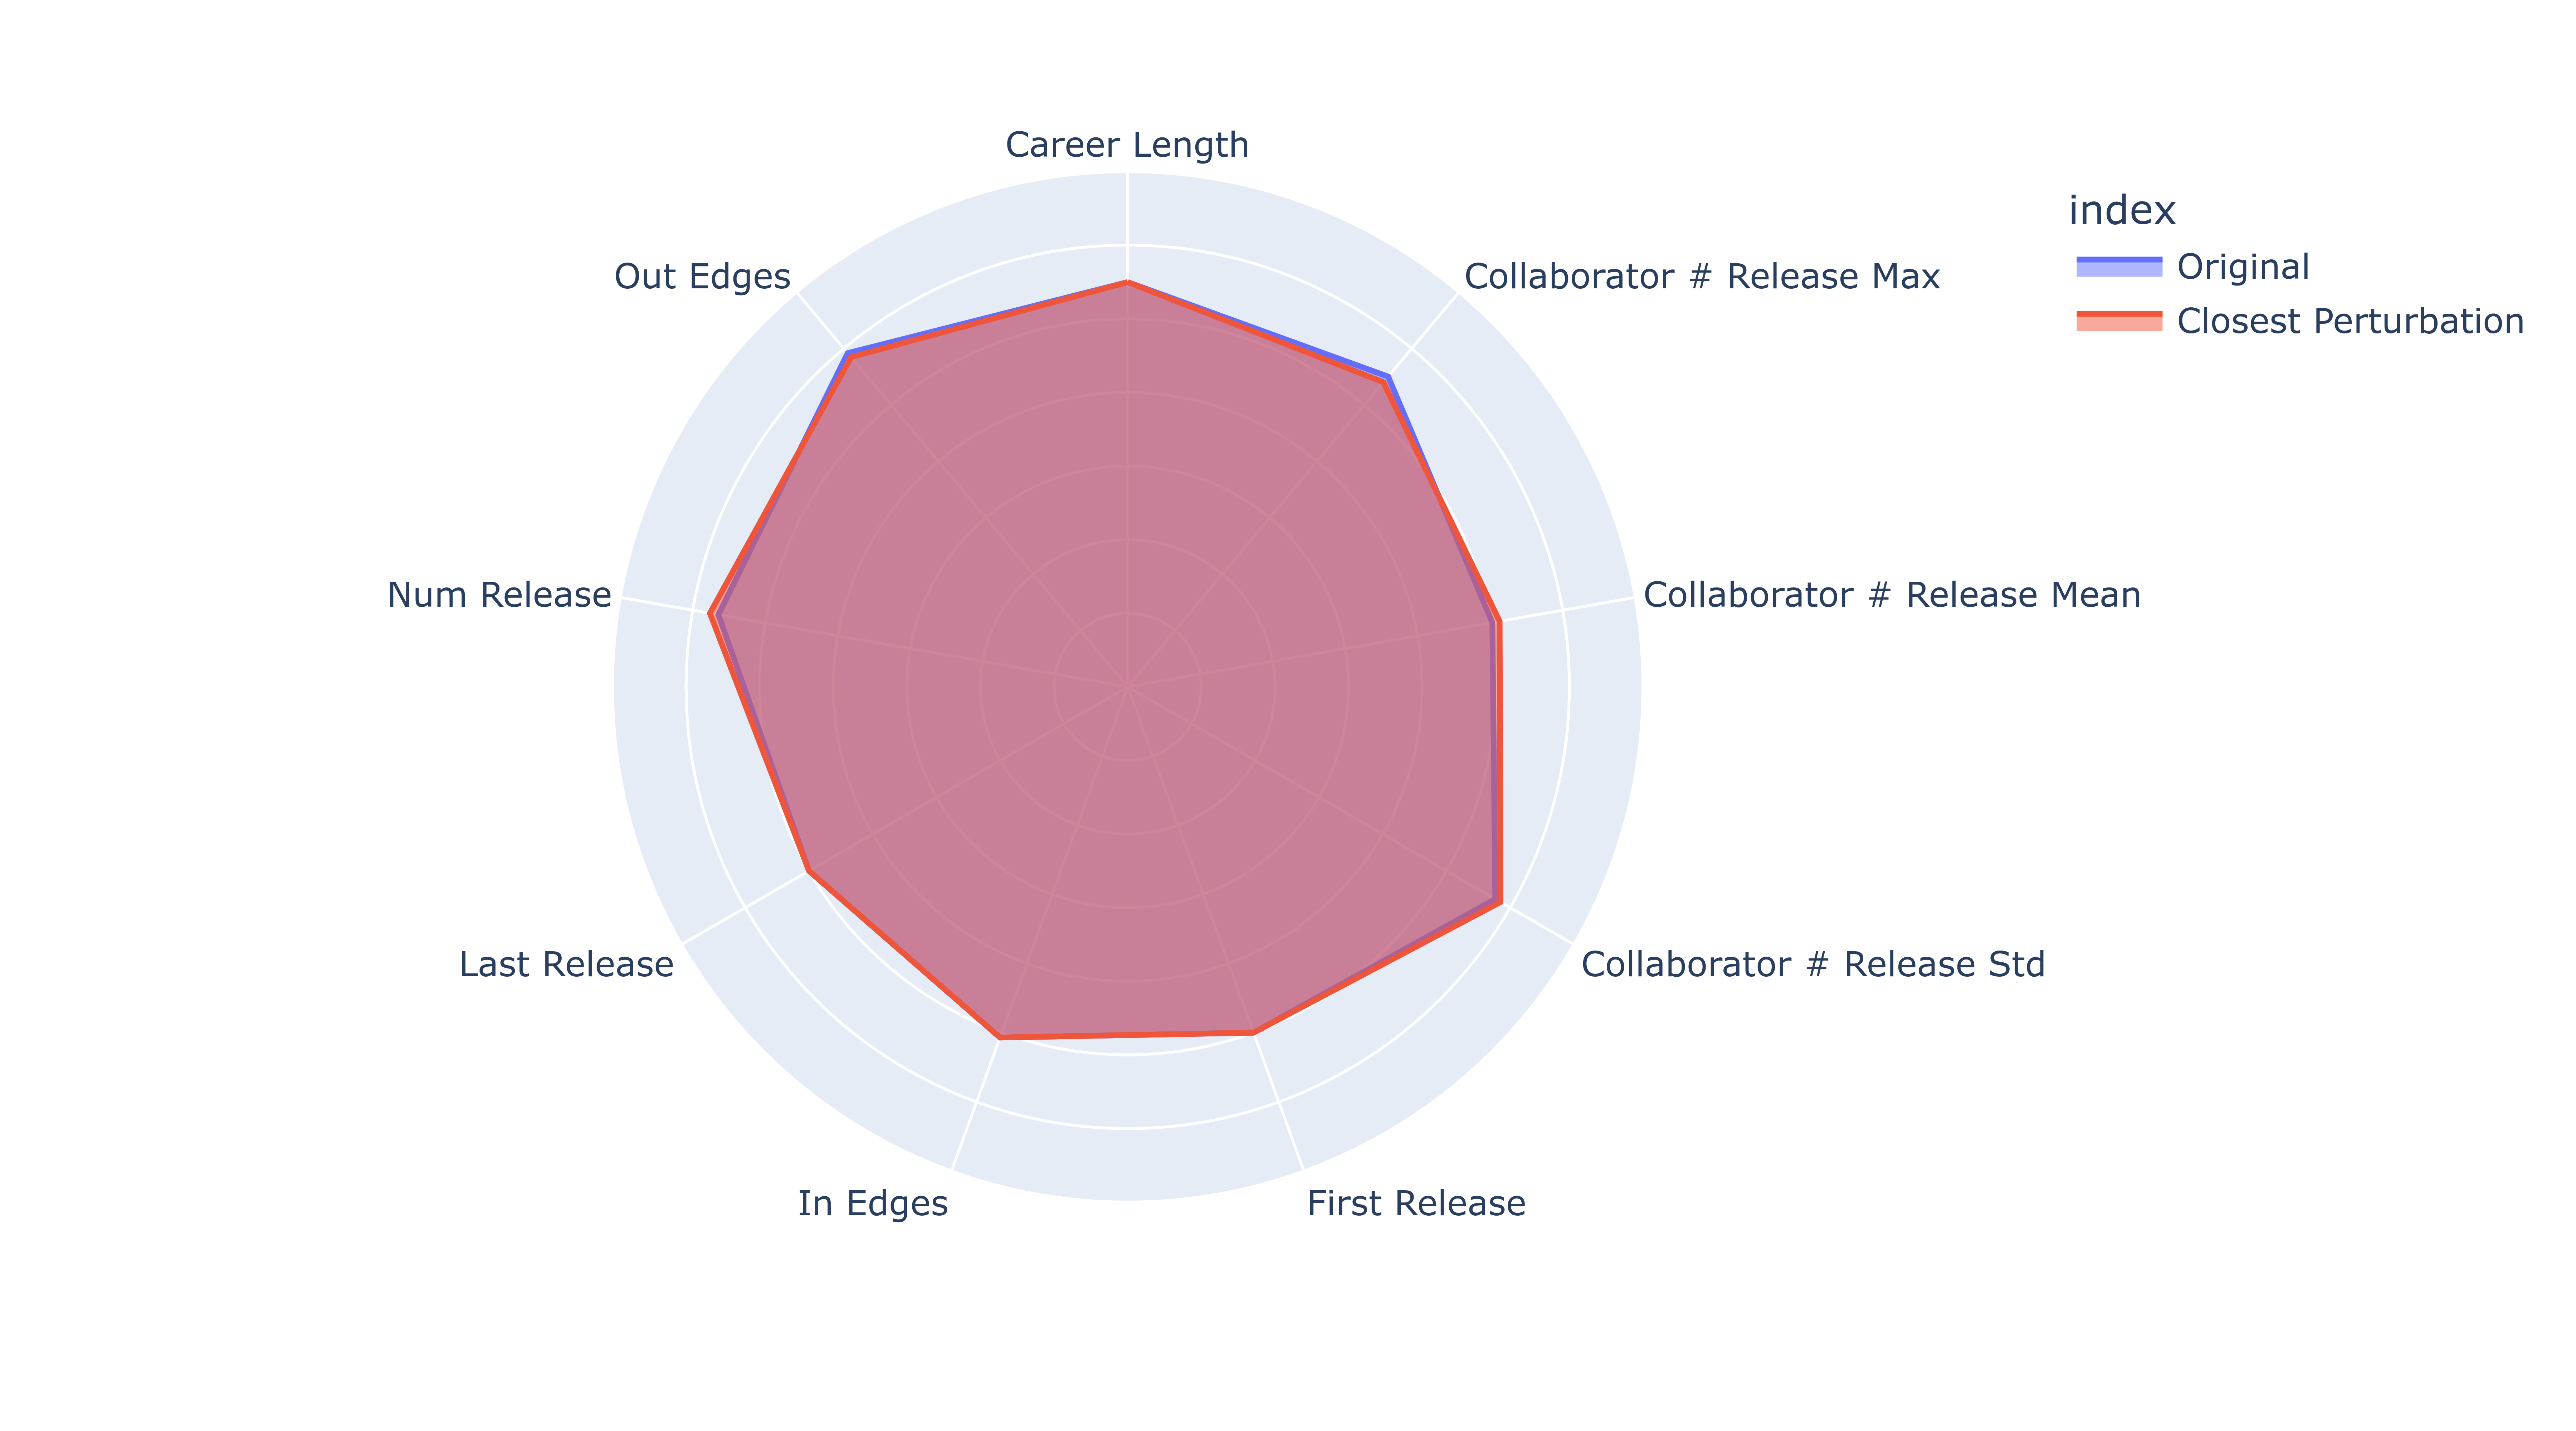 Career Length
Out Edges
Collaborator # Release Max
index
Original
Closest Perturbation
Num Release
Collaborator # Release Mean
Last Release
Collaborator # Release Std
In Edges
First Release